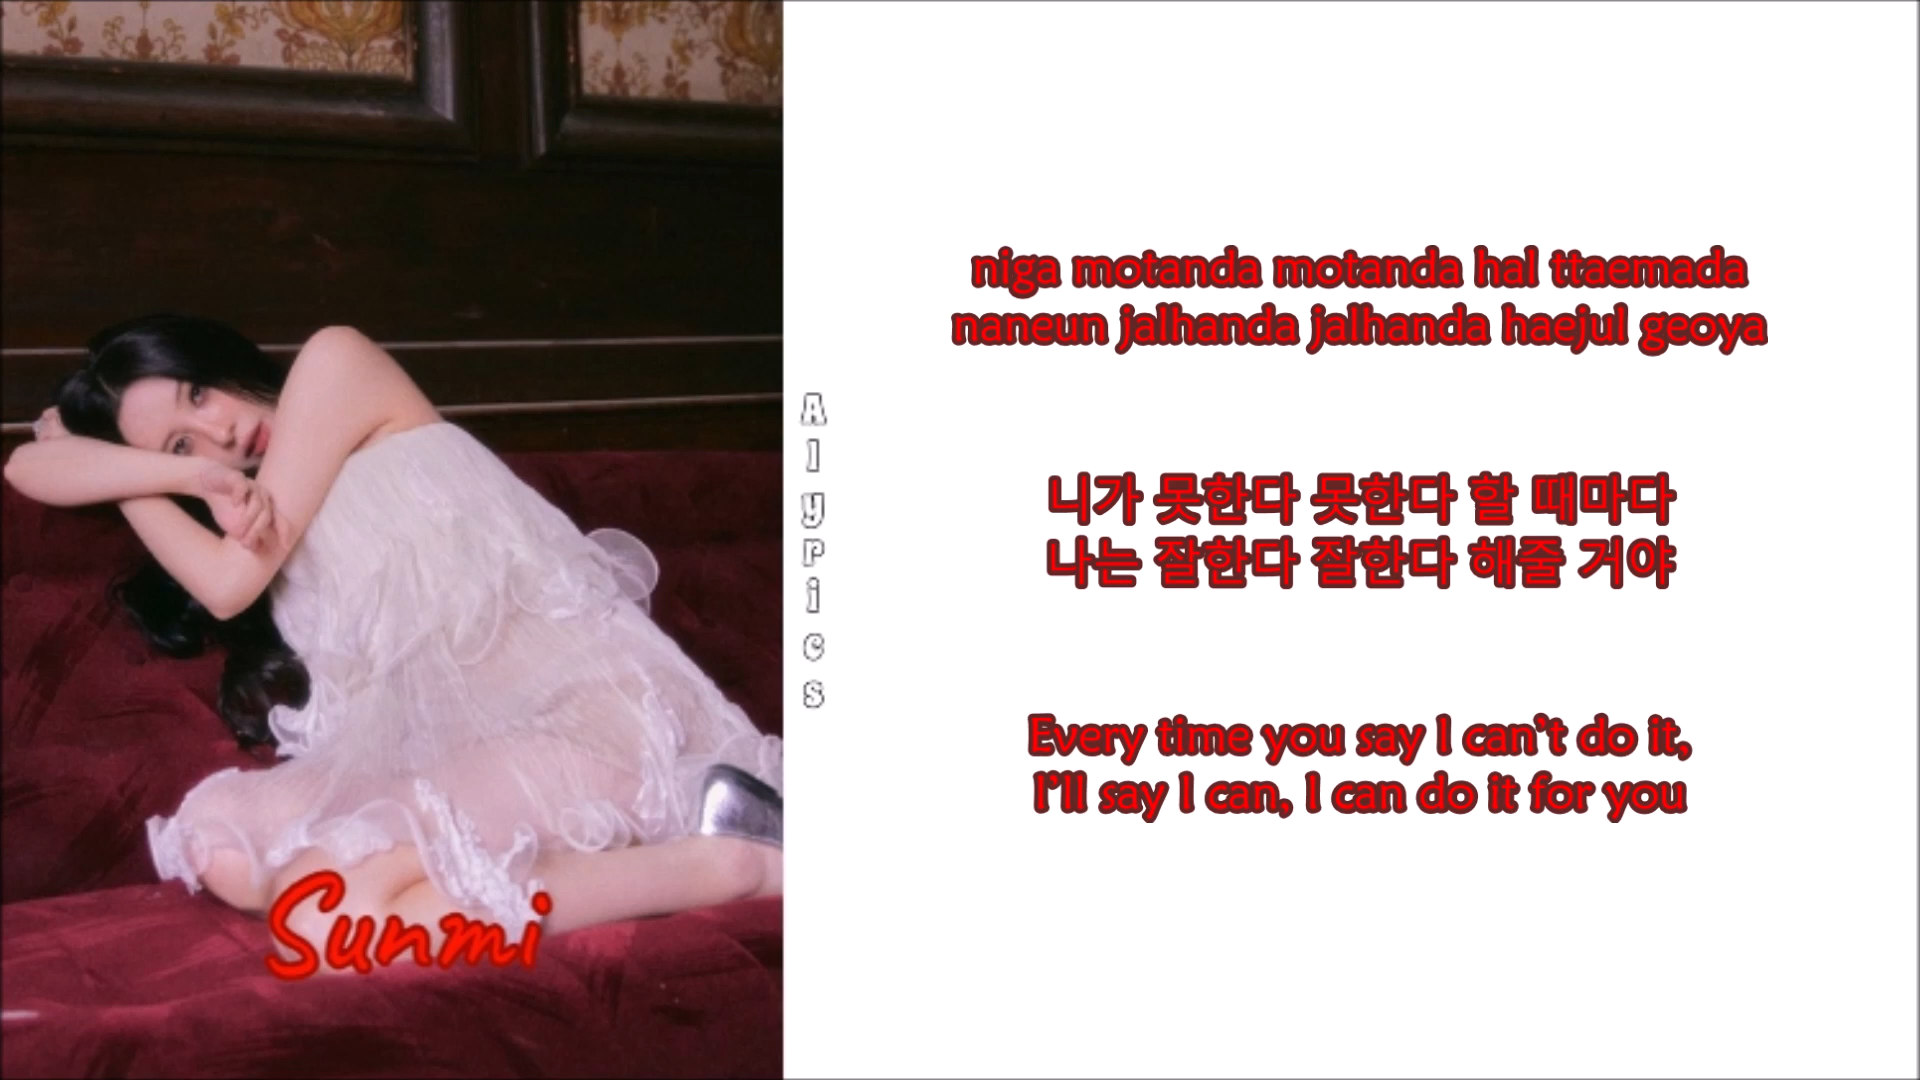 Sunmi
Alyrics
niga motanda motanda hal ttaemada
naneun jalhanda jalhanda haejul geoya
니가 못한다 못한다 할 때마다
나는 잘한다 잘한다 해줄 거야
Every time you say I can't do it,
I'll say I can, I can do it for you